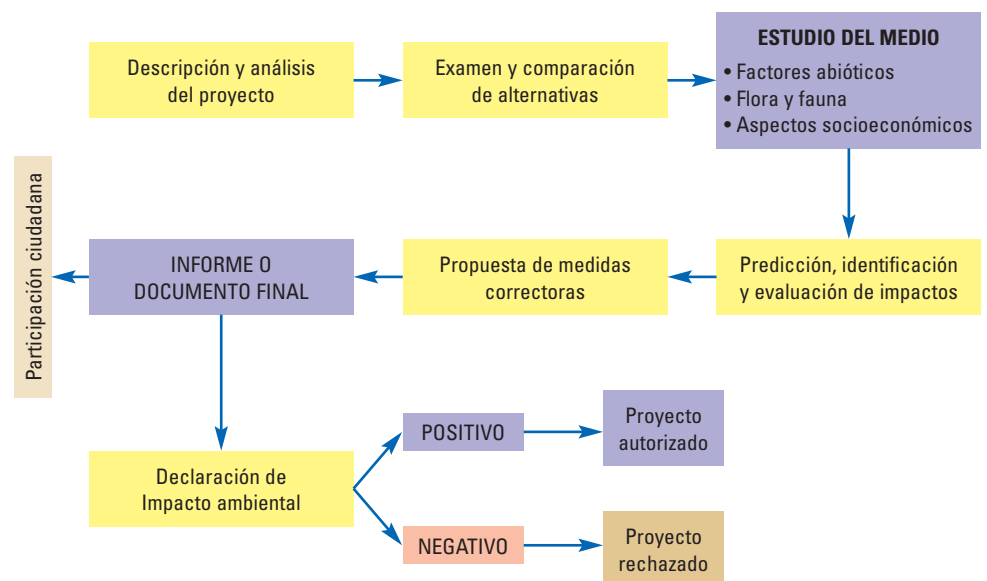 Descripción y análisis
del proyecto
Examen y comparación
de alternativas
ESTUDIO DEL MEDIO
• Factores abióticos
• Flora y fauna
• Aspectos socioeconómicos
Predicción, identificación
y evaluación de impactos
Propuesta de medidas
correctoras
INFORME O
DOCUMENTO FINAL
Participación ciudadana
Declaración de
Impacto ambiental
POSITIVO
Proyecto
autorizado
NEGATIVO
Proyecto
rechazado